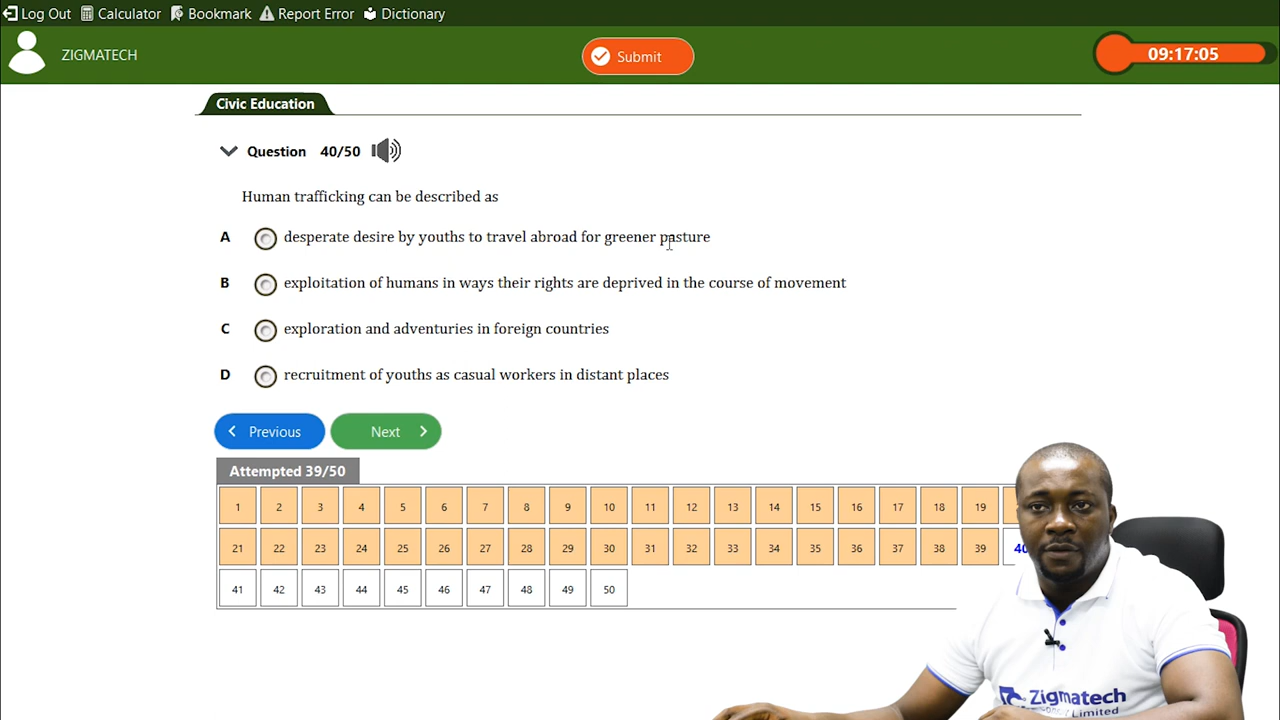 Log Out Calculator Bookmark Report Error Dictionary
ZIGMATECH
Submit
09:17:05
Civic Education
Question 40/50
Human trafficking can be described as
A desperate desire by youths to travel abroad for greener pasture
B exploitation of humans in ways their rights are deprived in the course of movement
C exploration and adventuries in foreign countries
D recruitment of youths as casual workers in distant places
Previous Next
Attempted 39/50
1 2 3 4 5 6 7 8 9 10 11 12 13 14 15 16 17 18 19
21 22 23 24 25 26 27 28 29 30 31 32 33 34 35 36 37 38 39 40
41 42 43 44 45 46 47 48 49 50
Zigmatech
Limited